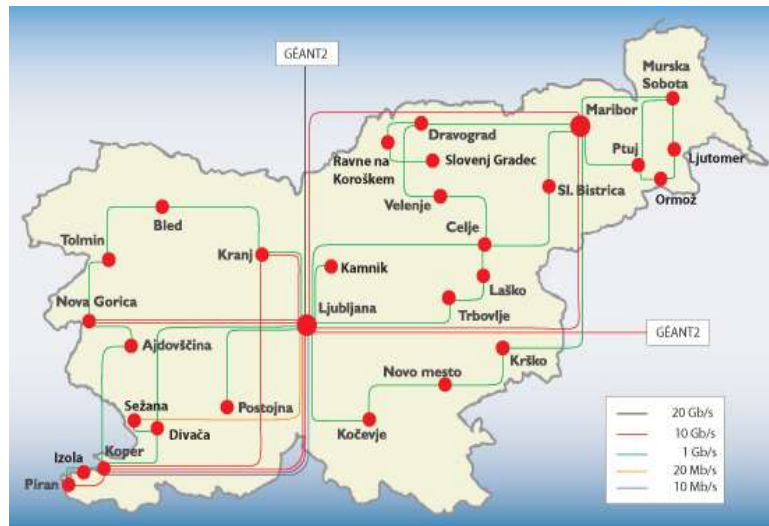 GÉANT2
Murska
Sobota
Maribor
Dravograd
Ptuj
Ljutomer
Ravne na
Koroškem
Slovenj Gradec
Sl. Bistrica
Ormož
Velenje
Bled
Tolmin
Kranj
Celje
Kamnik
Laško
Nova Gorica
Ljubljana
Trbovlje
GÉANT2
Ajdovščina
Krško
Novo mesto
Sežana
Postojna
Divača
Kočevje
Izola
Koper
Piran
20 Gb/s
10 Gb/s
1 Gb/s
20 Mb/s
10 Mb/s